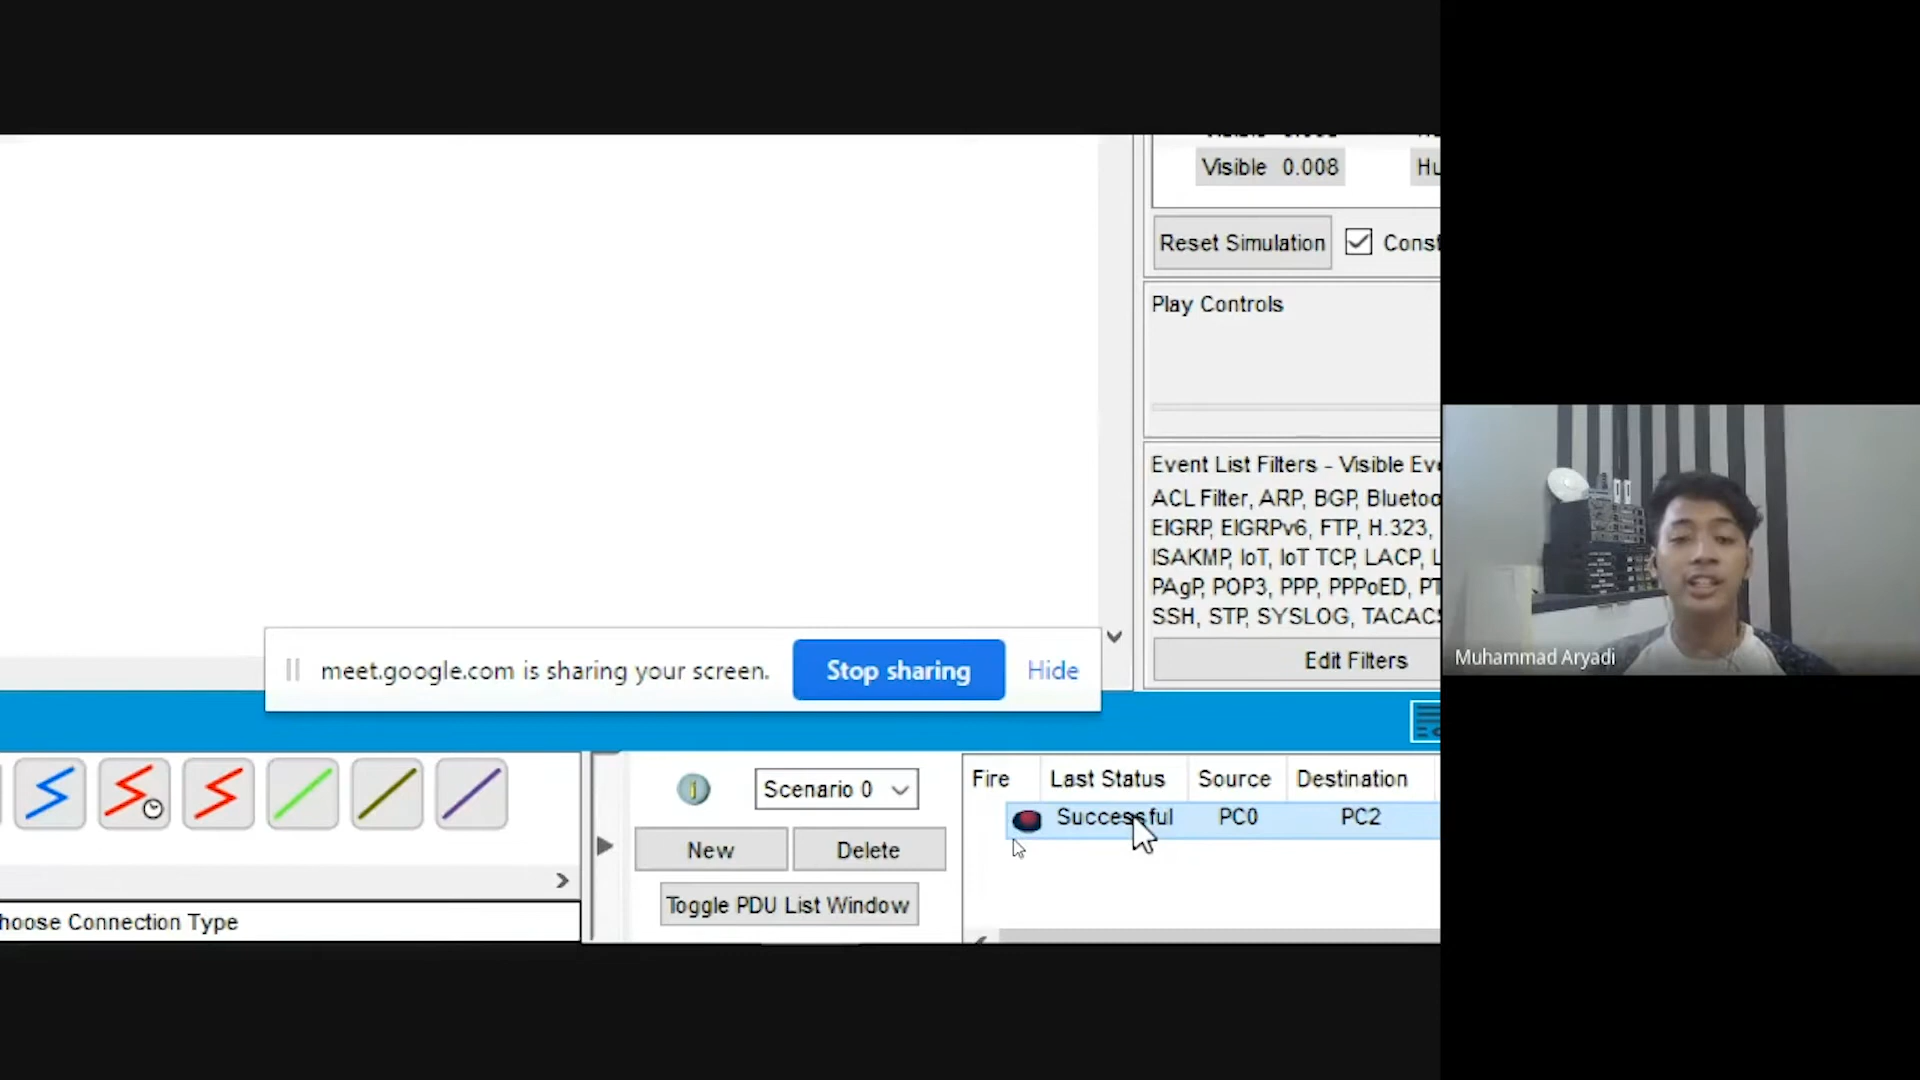 Visible 0.008
Reset Simulation
Play Controls
Event List Filters - Visible
ACL Filter, ARP, BGP,
EIGRP, EIGRPv6, FTP, H.323,
ISAKMP, IoT, IoT TCP, LACP,
PAgP, POP3, PPP, PPPoED,
SSH, STP, SYSLOG,
Edit Filters
Muhammad Aryadi
meet.google.com is sharing your screen.
Stop sharing
Hide
Scenario 0
New
Delete
Toggle PDU List Window
Fire Last Status Source Destination
Successful PC0 PC2
hoose Connection Type